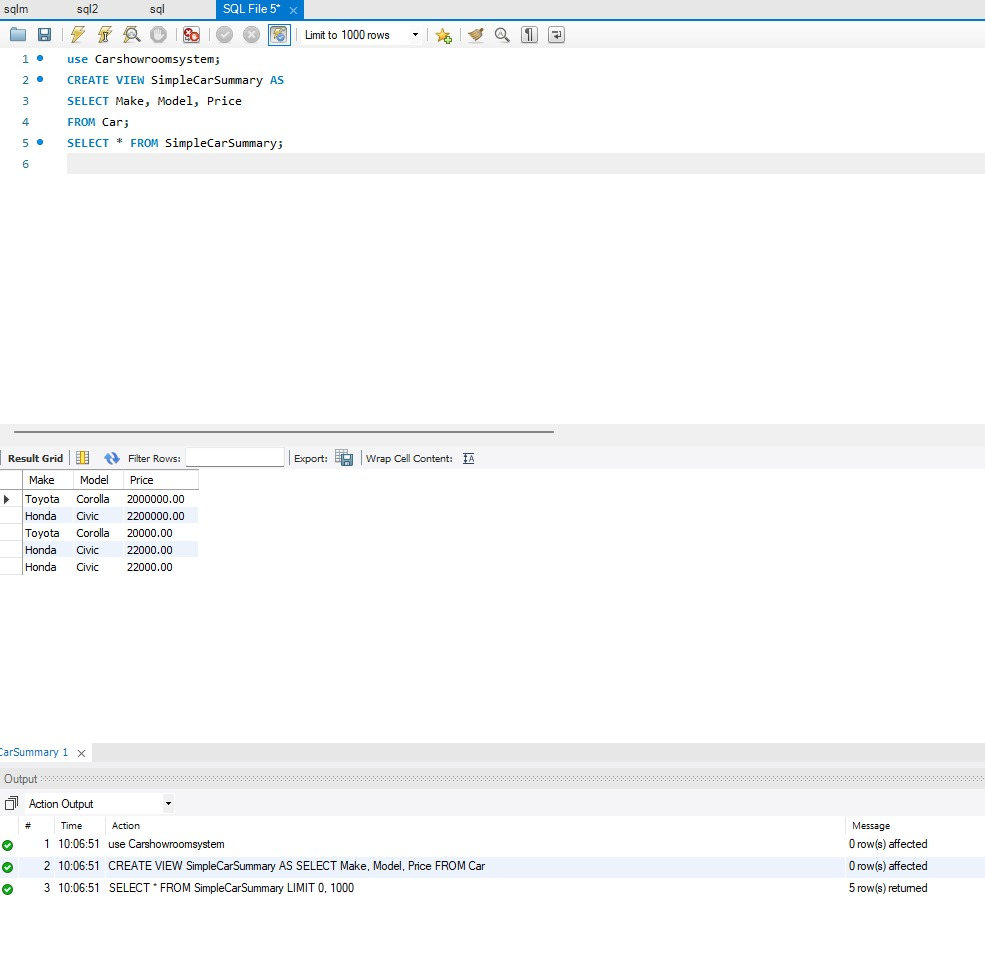 sqlm sql2 sql SQL File 5* ×
Limit to 1000 rows
1 use Carshowroomsystem;
2 CREATE VIEW SimpleCarSummary AS
3 SELECT Make, Model, Price
4 FROM Car;
5 SELECT * FROM SimpleCarSummary;
6
Result Grid Filter Rows: Export: Wrap Cell Content:
Make Model Price
Toyota Corolla 2000000.00
Honda Civic 2200000.00
Toyota Corolla 20000.00
Honda Civic 22000.00
Honda Civic 22000.00
CarSummary 1 ×
Output
Action Output
# Time Action Message
1 10:06:51 use Carshowroomsystem 0 row(s) affected
2 10:06:51 CREATE VIEW SimpleCarSummary AS SELECT Make, Model, Price FROM Car 0 row(s) affected
3 10:06:51 SELECT * FROM SimpleCarSummary LIMIT 0, 1000 5 row(s) returned